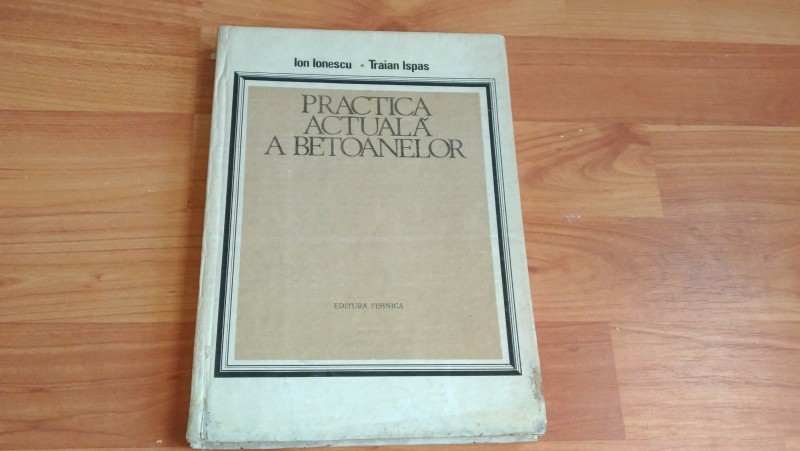 Ion Ionescu • Traian Ispas
PRACTICA
ACTUALĂ
A BETOANELOR
EDITURA TEHNICA